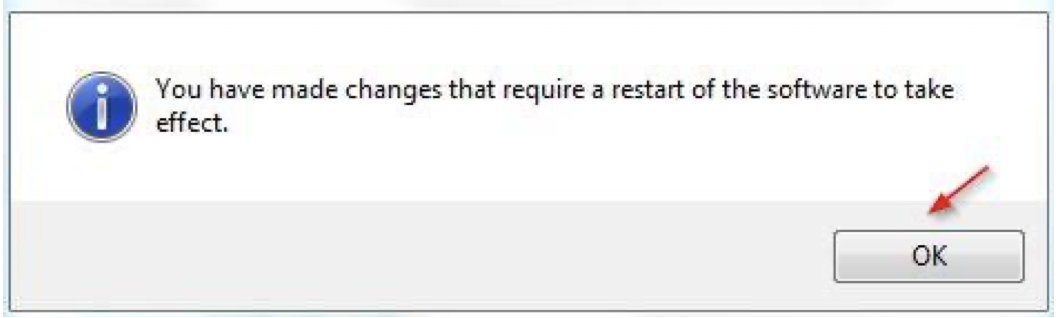 You have made changes that require a restart of the software to take
effect.
OK